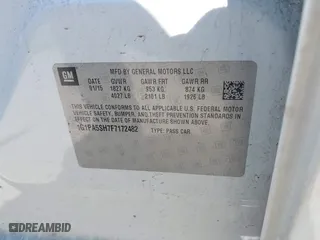 GM
MFD BY GENERAL MOTORS LLC
DATE GVWR GAWR FRT GAWR RR
01/15 1827 KG 953 KG 874 KG
4027 LB 2101 LB 1926 LB
THIS VEHICLE CONFORMS TO ALL APPLICABLE U.S. FEDERAL MOTOR
VEHICLE SAFETY, BUMPER, AND THEFT PREVENTION STANDARDS
IN EFFECT ON THE DATE OF MANUFACTURE SHOWN ABOVE.
1G1PA5SH7F7172482 TYPE: PASS CAR